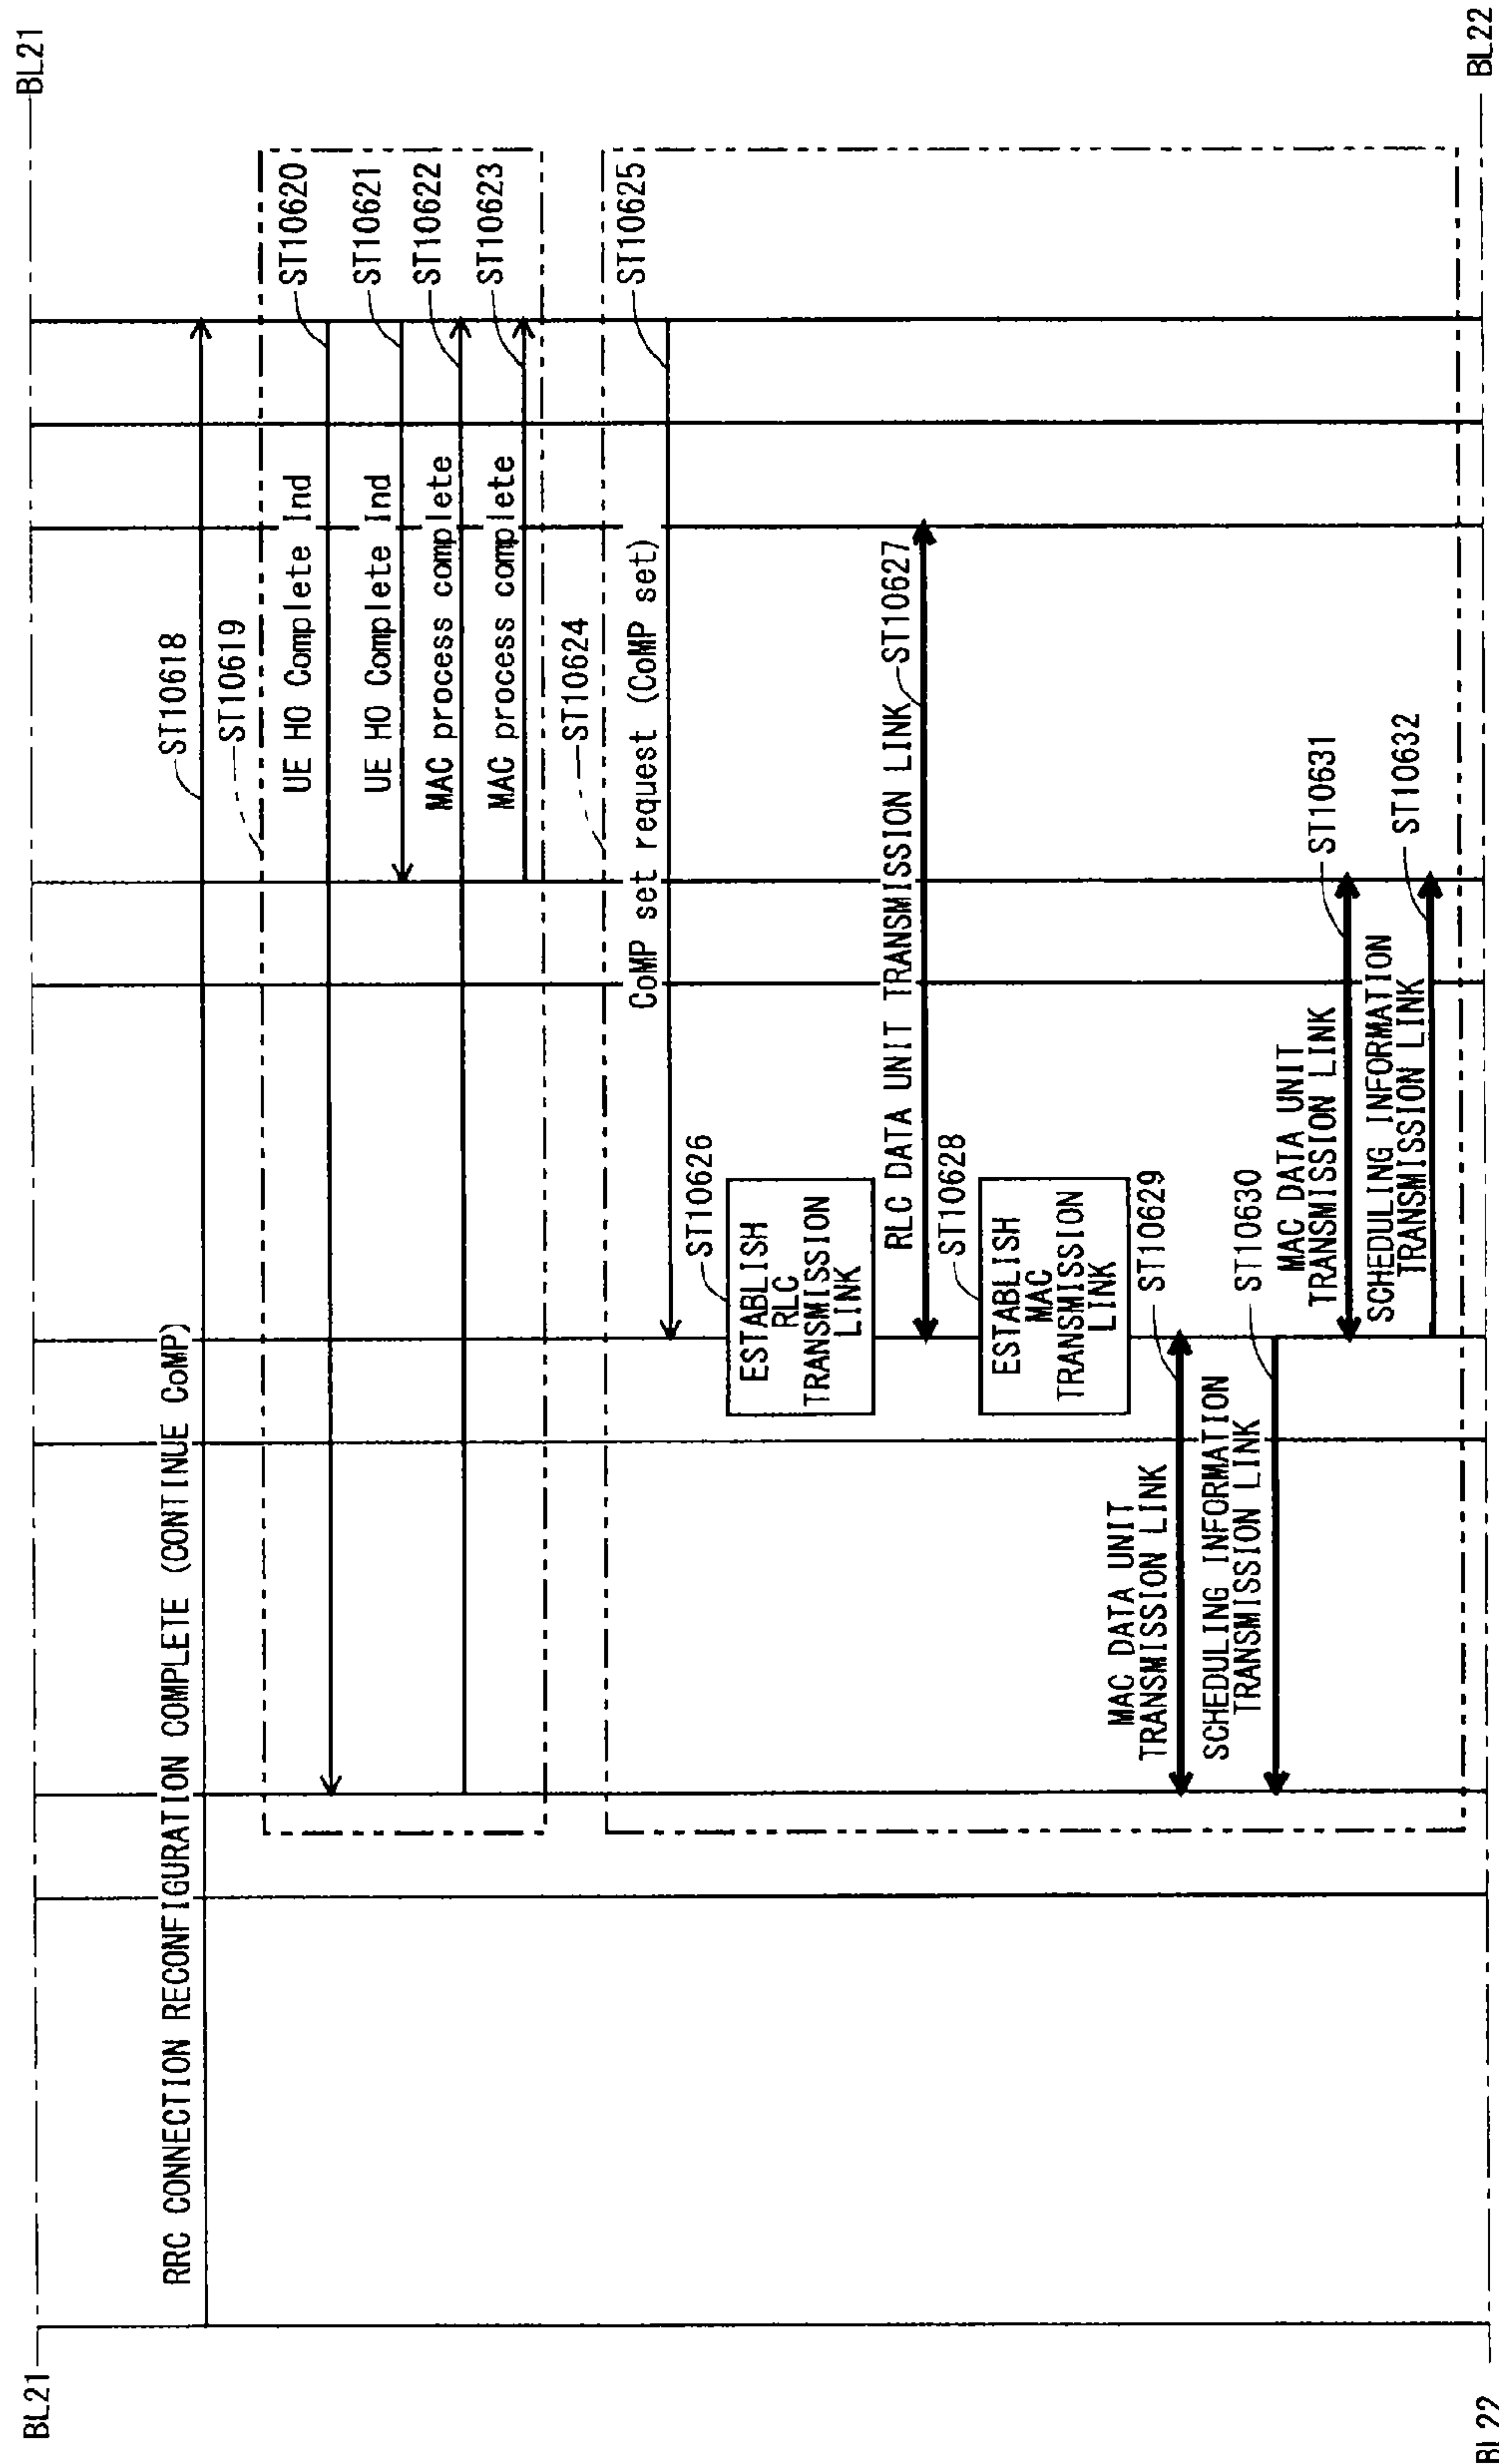 BL21
BL21
RRC CONNECTION RECONFIGURATION COMPLETE (CONTINUE CoMP)
ST10618
ST10619
UE HO Complete Ind
ST10620
UE HO Complete Ind
ST10621
MAC process complete
ST10622
MAC process complete
ST10623
ST10624
CoMP set request (CoMP set)
ST10625
ST10626
ESTABLISH
RLC
TRANSMISSION
LINK
RLC DATA UNIT TRANSMISSION LINK
ST10627
ST10628
ESTABLISH
MAC
TRANSMISSION
LINK
MAC DATA UNIT
TRANSMISSION LINK
ST10629
SCHEDULING INFORMATION
TRANSMISSION LINK
ST10630
MAC DATA UNIT
TRANSMISSION LINK
ST10631
SCHEDULING INFORMATION
TRANSMISSION LINK
ST10632
BL22
BL22